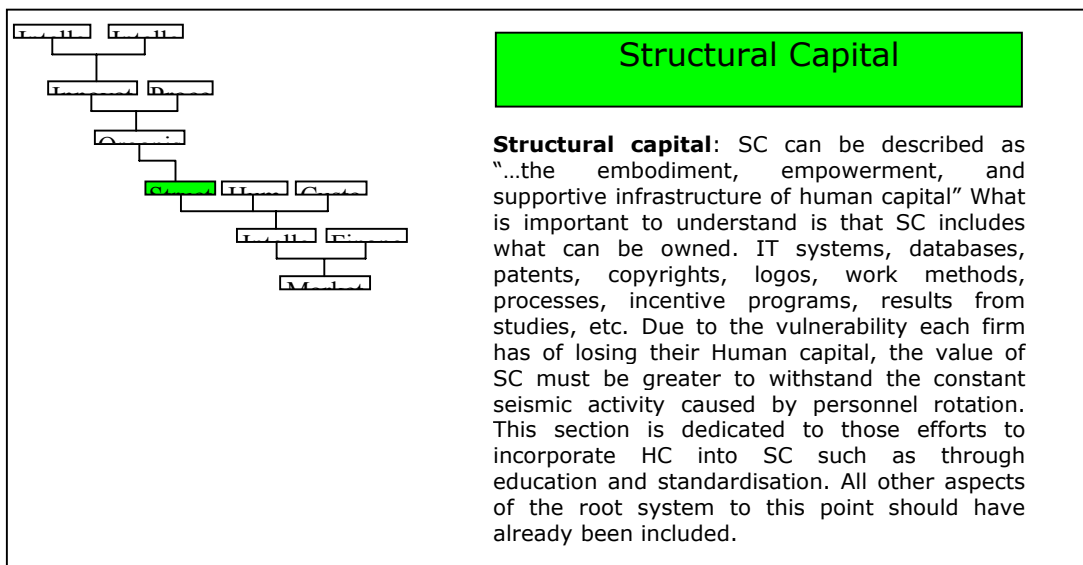 Structural Capital
Structural capital: SC can be described as
“…the embodiment, empowerment, and
supportive infrastructure of human capital” What
is important to understand is that SC includes
what can be owned. IT systems, databases,
patents, copyrights, logos, work methods,
processes, incentive programs, results from
studies, etc. Due to the vulnerability each firm
has of losing their Human capital, the value of
SC must be greater to withstand the constant
seismic activity caused by personnel rotation.
This section is dedicated to those efforts to
incorporate HC into SC such as through
education and standardisation. All other aspects
of the root system to this point should have
already been included.